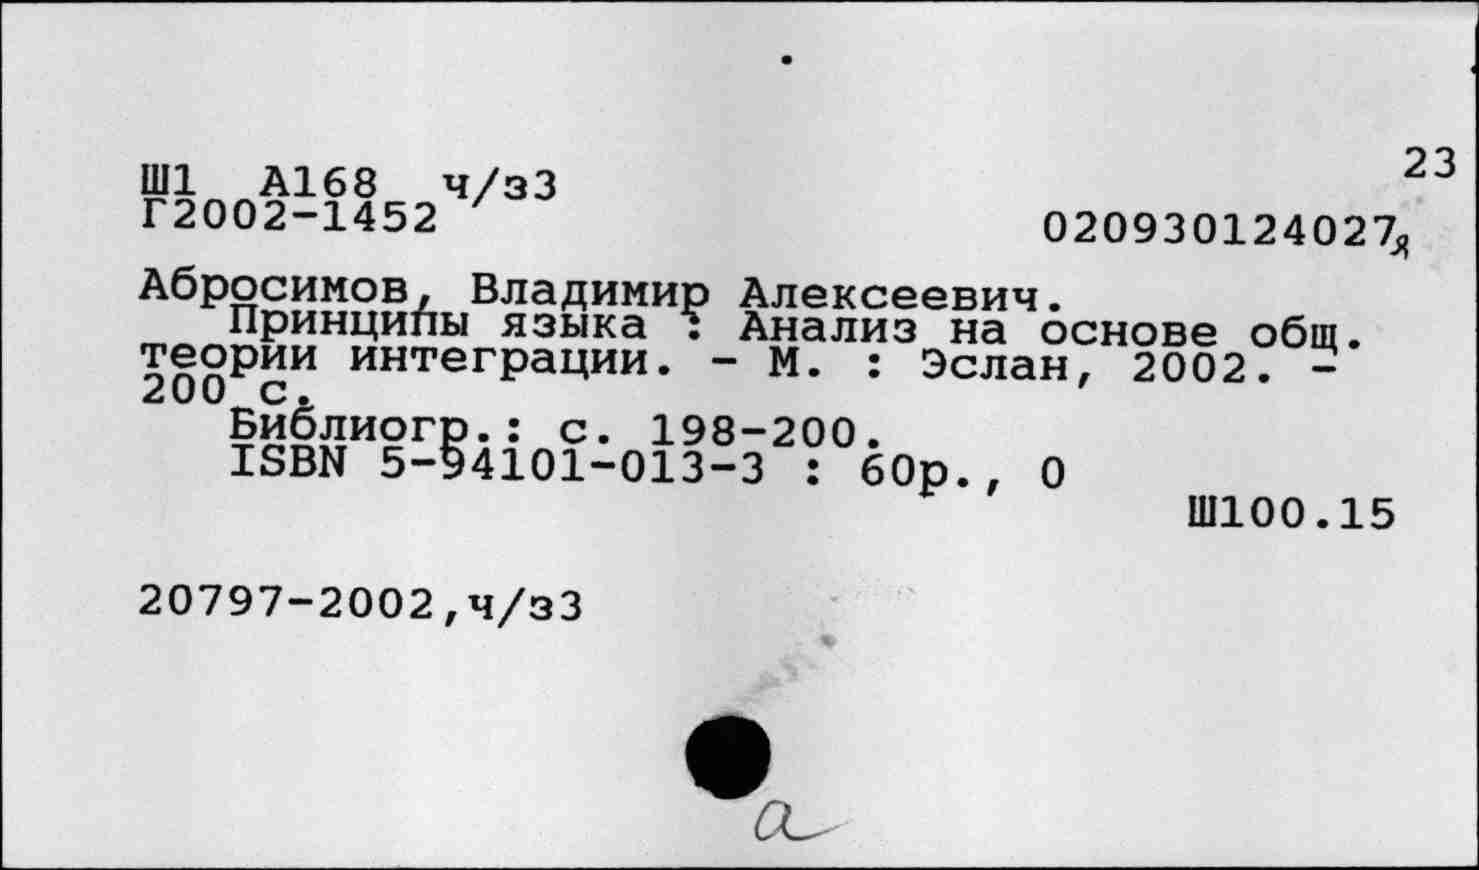 23
Ш1 А168 ч/з3
Г2002-1452
020930124027я
Абросимов, Владимир Алексеевич.
Принципы языка : Анализ на основе общ.
теории интеграции. - М. : Эслан, 2002. -
200 с.
Библиогр.: с. 198-200.
ISBN 5-94101-013-3 : 60р., 0
Ш100.15
20797-2002,ч/з3
а